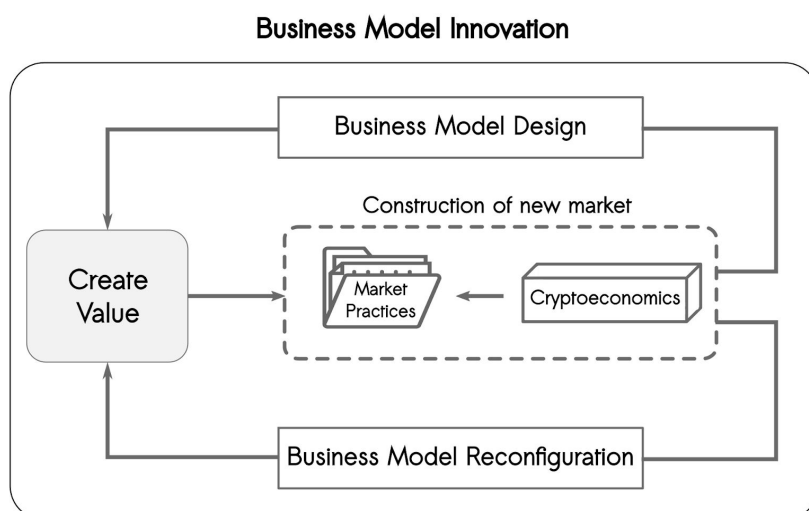 Business Model Innovation
Business Model Design
Construction of new market
Create
Value
Market
Practices
Cryptoeconomics
Business Model Reconfiguration